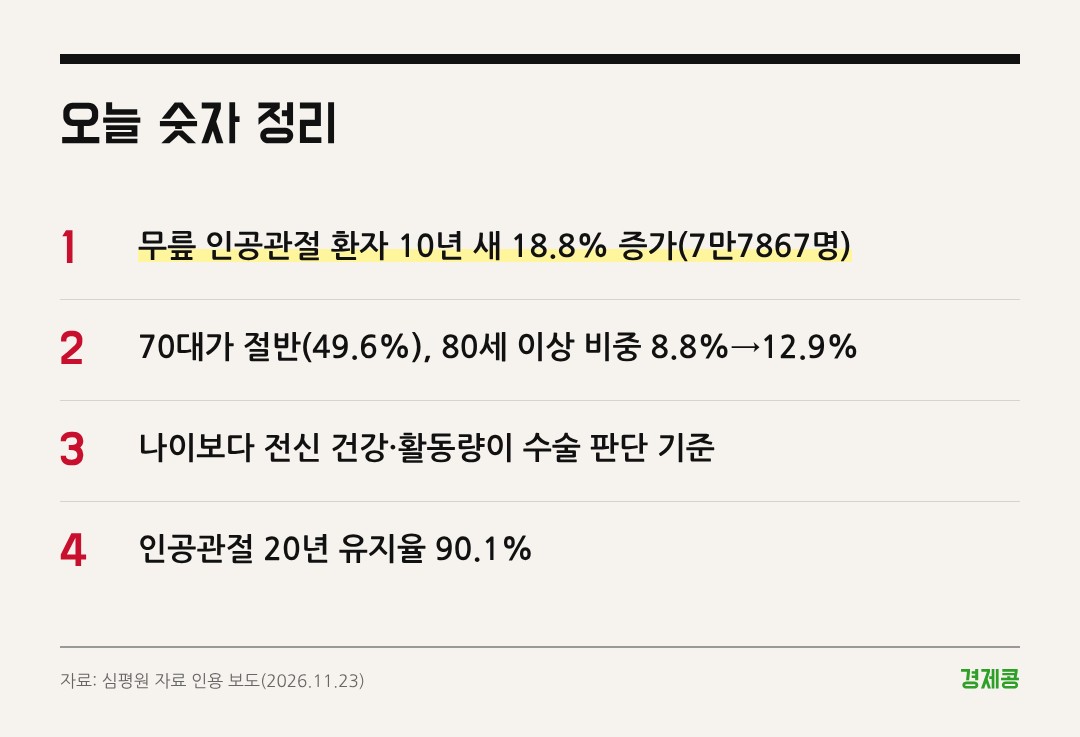 오늘 숫자 정리
1 무릎 인공관절 환자 10년 새 18.8% 증가(7만7867명)
2 70대가 절반(49.6%), 80세 이상 비중 8.8%→12.9%
3 나이보다 전신 건강·활동량이 수술 판단 기준
4 인공관절 20년 유지율 90.1%
자료: 심평원 자료 인용 보도(2026.11.23)
경제콩